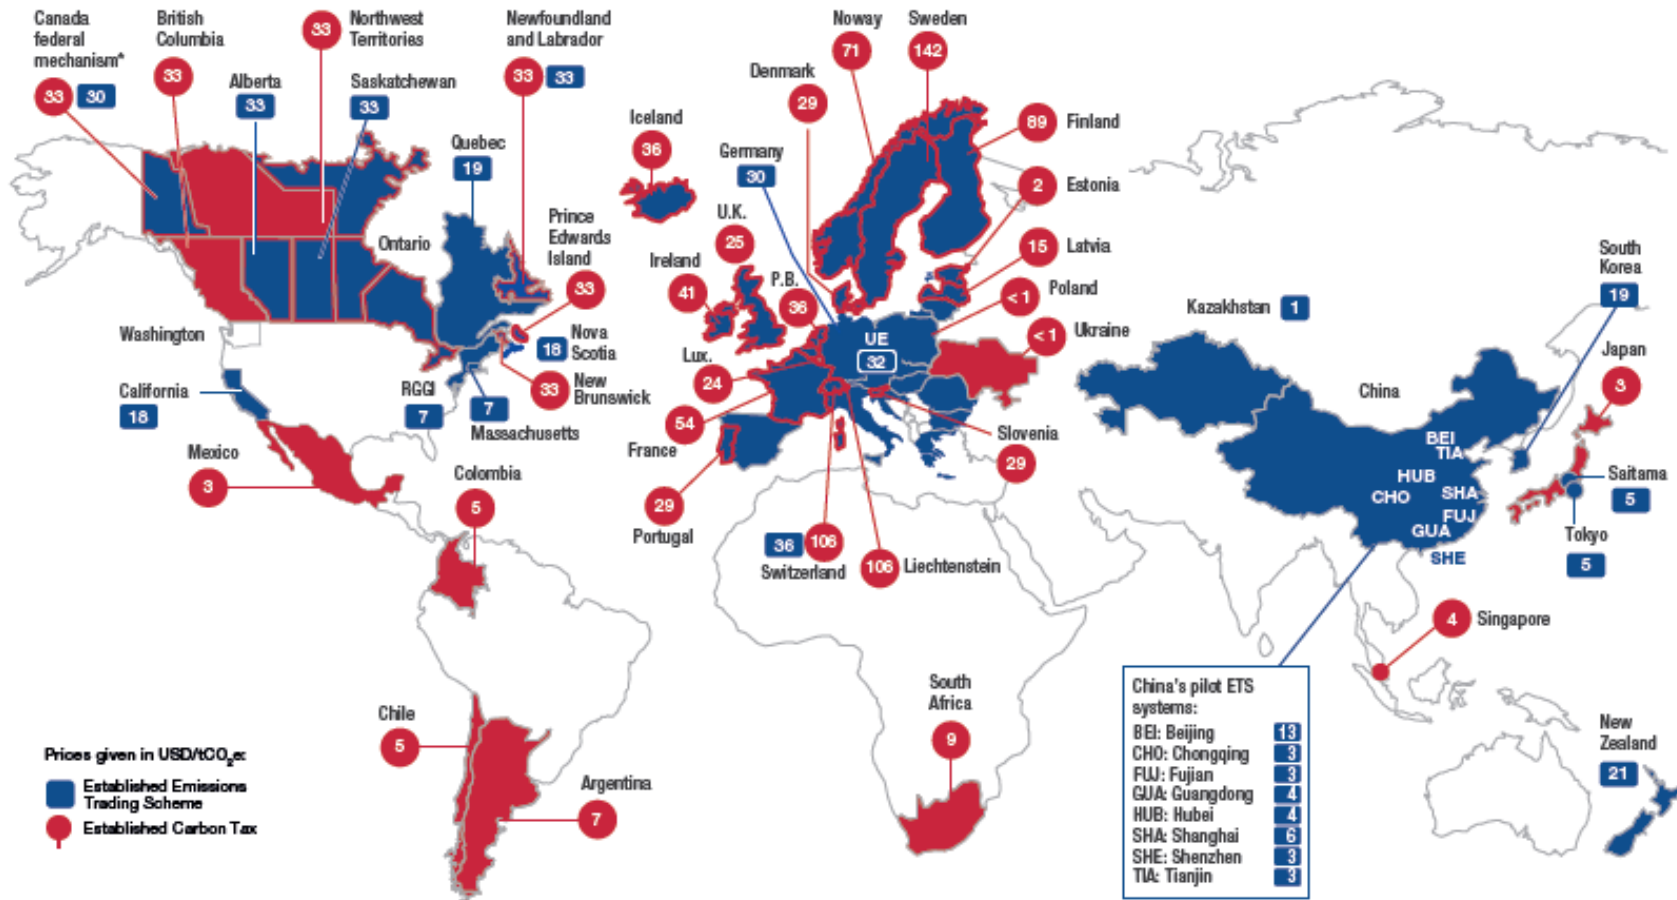 Canada
federal
mechanism*
33
30
British
Columbia
33
Alberta
33
33
Northwest
Territories
Saskatchewan
33
Quebec
19
Newfoundland
and Labrador
33
33
Prince
Edwards
Island
33
Ontario
Washington
California
18
RGGI
7
7
Massachusetts
18
Nova
Scotia
33
New
Brunswick
Mexico
3
Colombia
5
Chile
5
Argentina
7
Iceland
36
Ireland
41
U.K.
25
Germany
30
Denmark
29
Noway
71
Sweden
142
89
Finland
2
Estonia
15
Latvia
<1
Poland
<1
Ukraine
P.B.
36
UE
32
Lux.
24
54
France
29
Portugal
36
106
Switzerland
106
Liechtenstein
Slovenia
29
South
Africa
9
Kazakhstan
1
China
BEI
TIA
HUB
CHO
SHA
FUJ
GUA
SHE
South
Korea
19
Japan
3
Saitama
5
Tokyo
5
4
Singapore
New
Zealand
21
China's pilot ETS
systems:
BEI: Beijing 13
CHO: Chongqing 3
FUJ: Fujian 3
GUA: Guangdong 4
HUB: Hubei 4
SHA: Shanghai 6
SHE: Shenzhen 3
TIA: Tianjin 3
Prices given in USD/tCO₂e:
Established Emissions
Trading Scheme
Established Carbon Tax